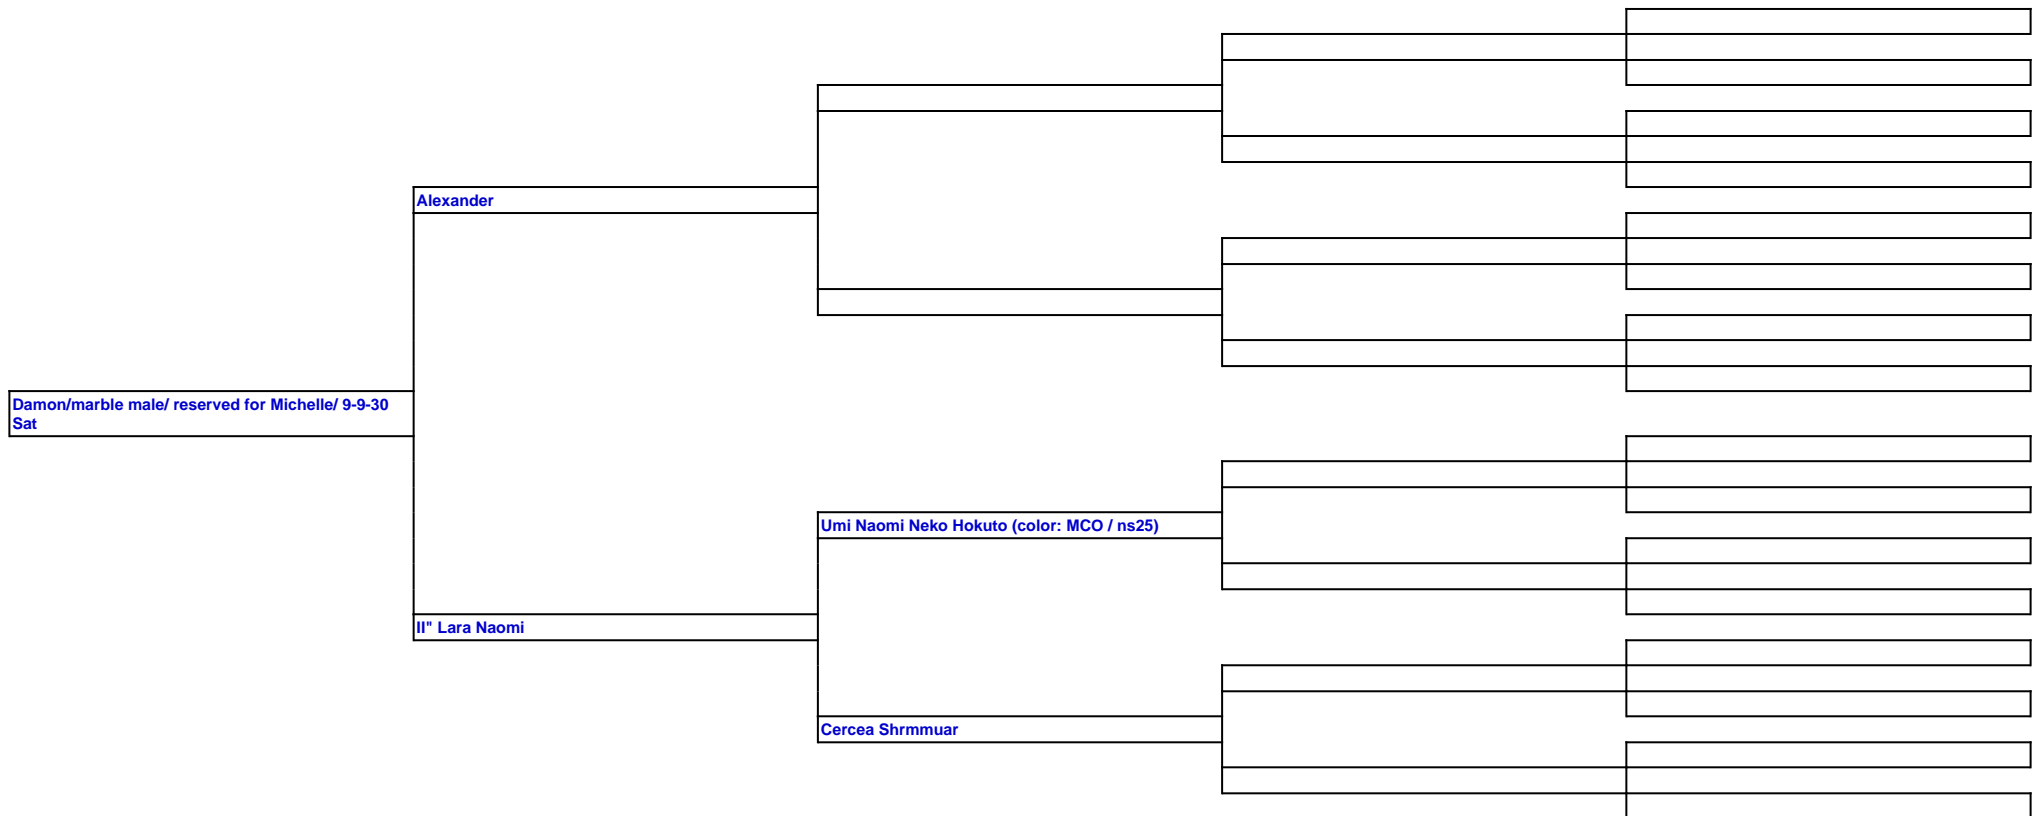 Alexander
Damon/marble male/ reserved for Michelle/ 9-9-30
Sat
Umi Naomi Neko Hokuto (color: MCO / ns25)
II" Lara Naomi
Cercea Shrmmuar